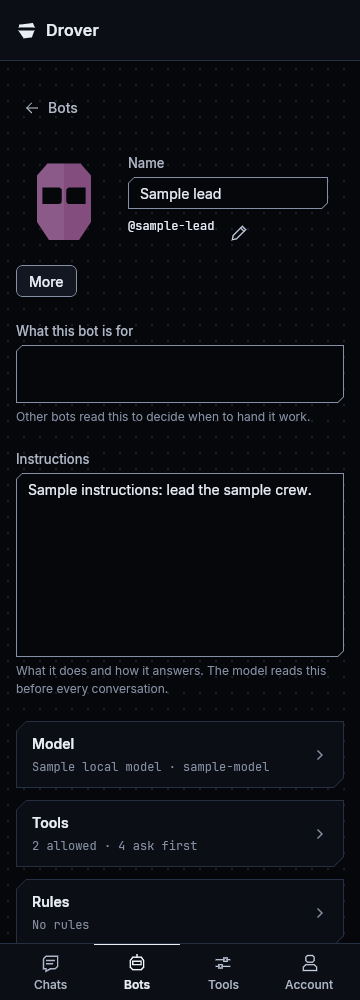 Drover
Bots
Name
Sample lead
@sample-lead
More
What this bot is for
Other bots read this to decide when to hand it work.
Instructions
Sample instructions: lead the sample crew.
What it does and how it answers. The model reads this
before every conversation.
Model
Sample local model · sample-model
Tools
2 allowed · 4 ask first
Rules
No rules
Chats
Bots
Tools
Account